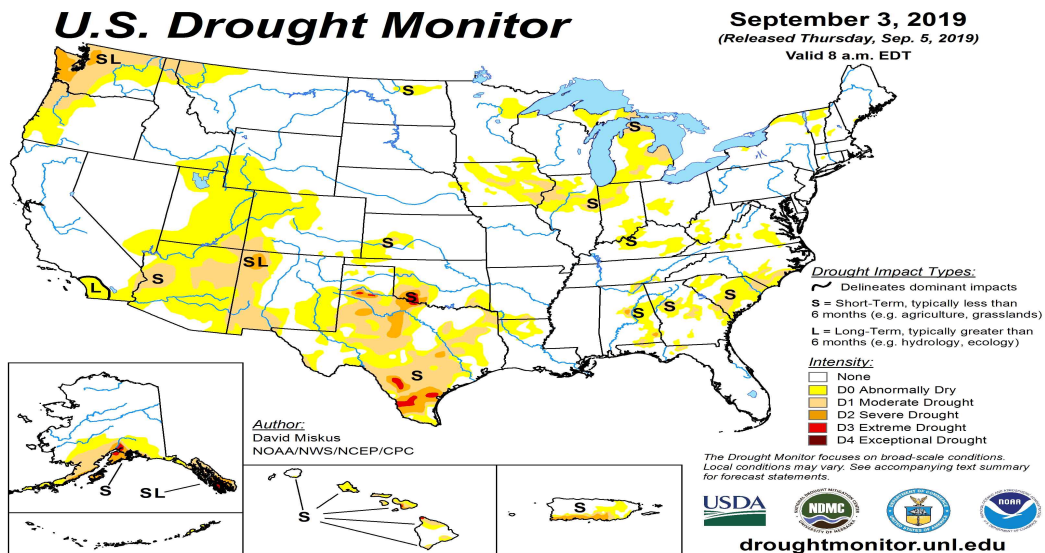 U.S. Drought Monitor
September 3, 2019
(Released Thursday, Sep. 5, 2019)
Valid 8 a.m. EDT
SL
S
S
S
S
S
SL
S
L
S
S
S
S
S
S
Drought Impact Types:
Delineates dominant impacts
S = Short-Term, typically less than
6 months (e.g. agriculture, grasslands)
L = Long-Term, typically greater than
6 months (e.g. hydrology, ecology)
Intensity:
None
D0 Abnormally Dry
D1 Moderate Drought
D2 Severe Drought
D3 Extreme Drought
D4 Exceptional Drought
Author:
David Miskus
NOAA/NWS/NCEP/CPC
S
SL
S
S
The Drought Monitor focuses on broad-scale conditions.
Local conditions may vary. See accompanying text summary
for forecast statements.
USDA
NDMC
NOAA
droughtmonitor.unl.edu